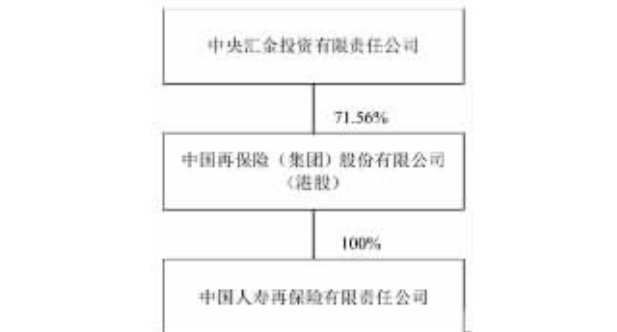 中央汇金投资有限责任公司
71.56%
中国再保险（集团）股份有限公司
（港股）
100%
中国人寿再保险有限责任公司